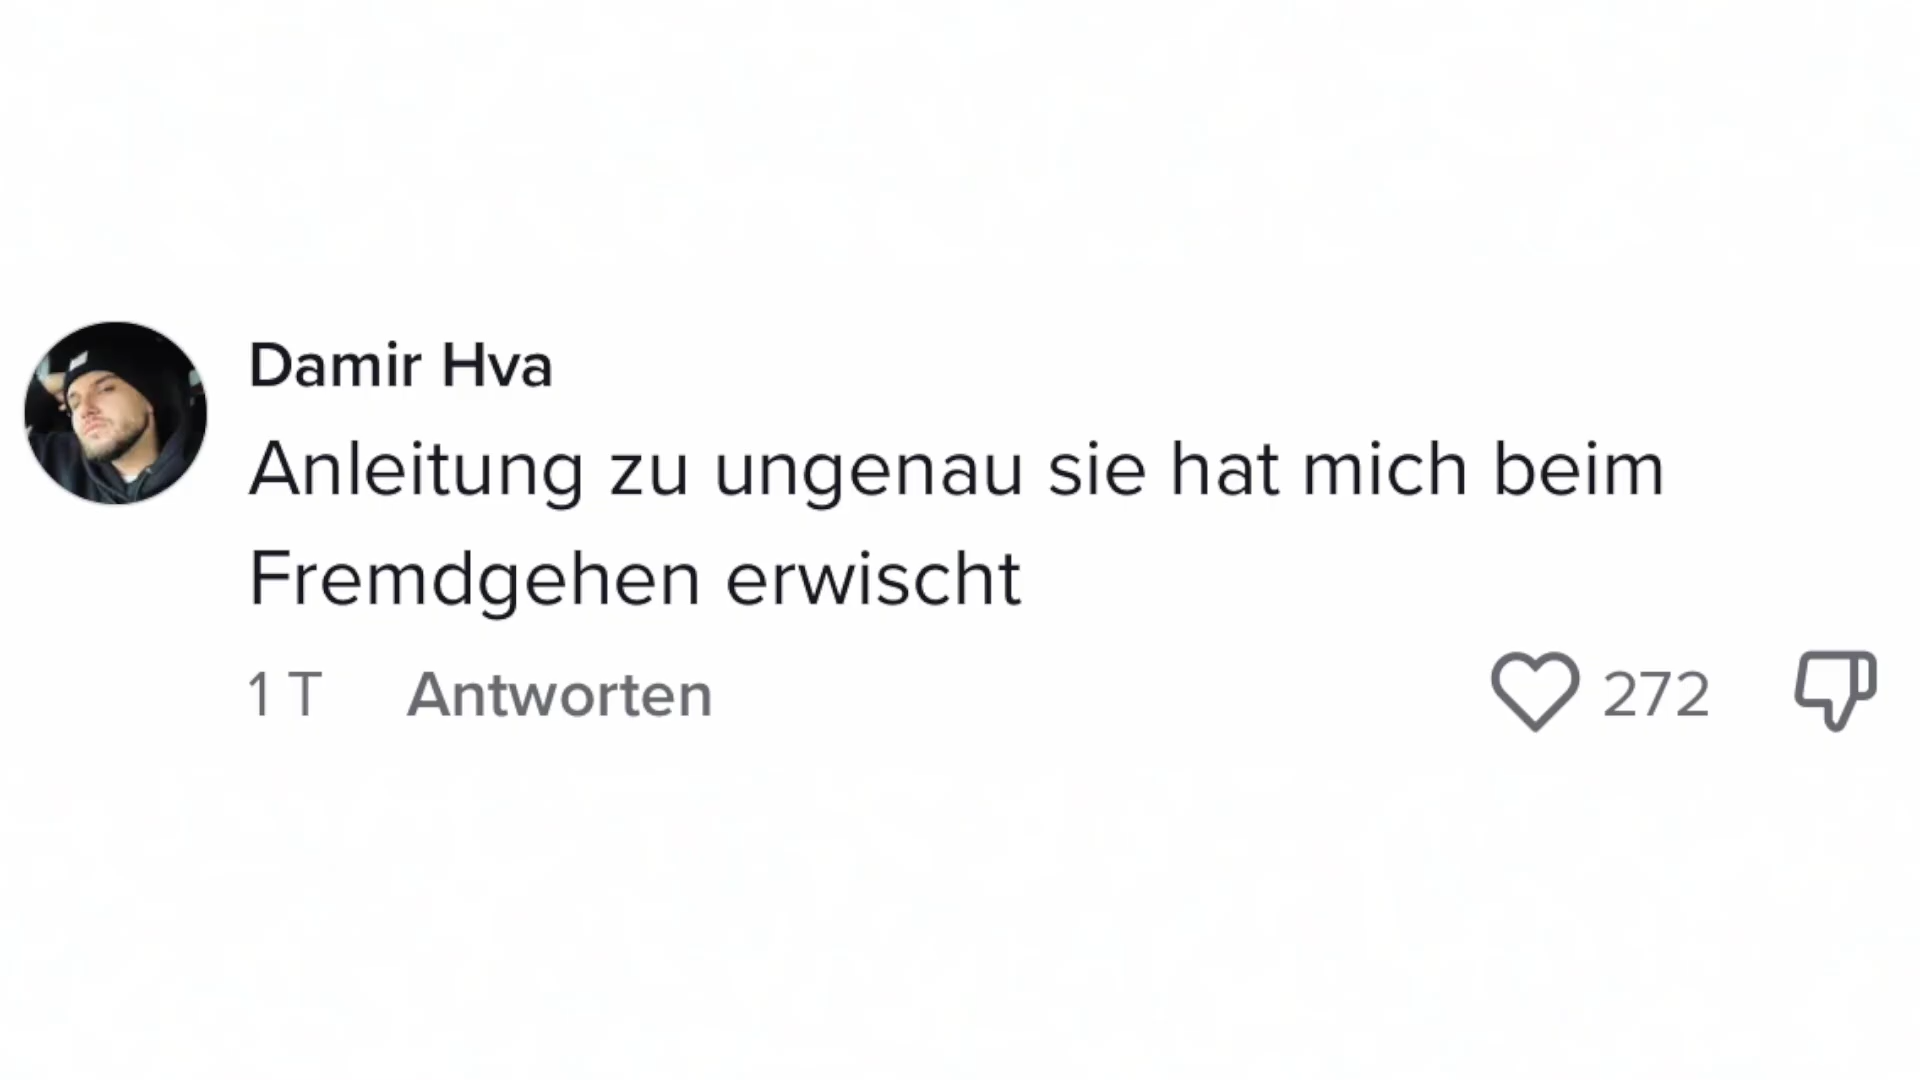 Damir Hva
Anleitung zu ungenau sie hat mich beim
Fremdgehen erwischt
1 T Antworten 272